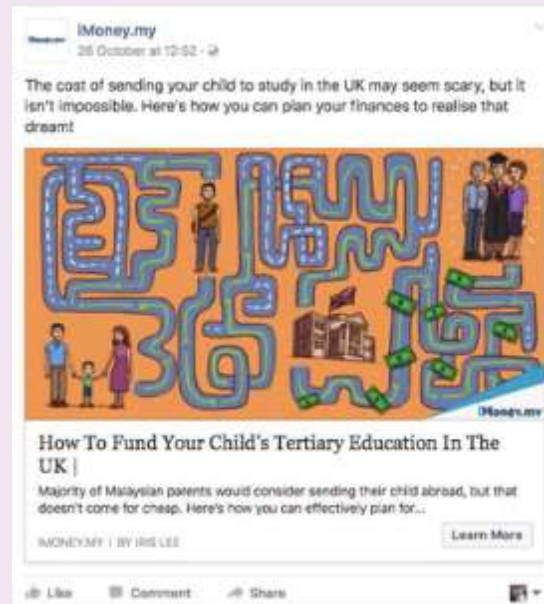 iMoney.my
26 October at 12:52
The cost of sending your child to study in the UK may seem scary, but it
isn't impossible. Here's how you can plan your finances to realise that
dream!
iMoney.my
How To Fund Your Child's Tertiary Education In The
UK |
Majority of Malaysian parents would consider sending their child abroad, but that
doesn't come for cheap. Here's how you can effectively plan for...
IMONEY.MY | BY IRIS LEE
Learn More
Like Comment Share